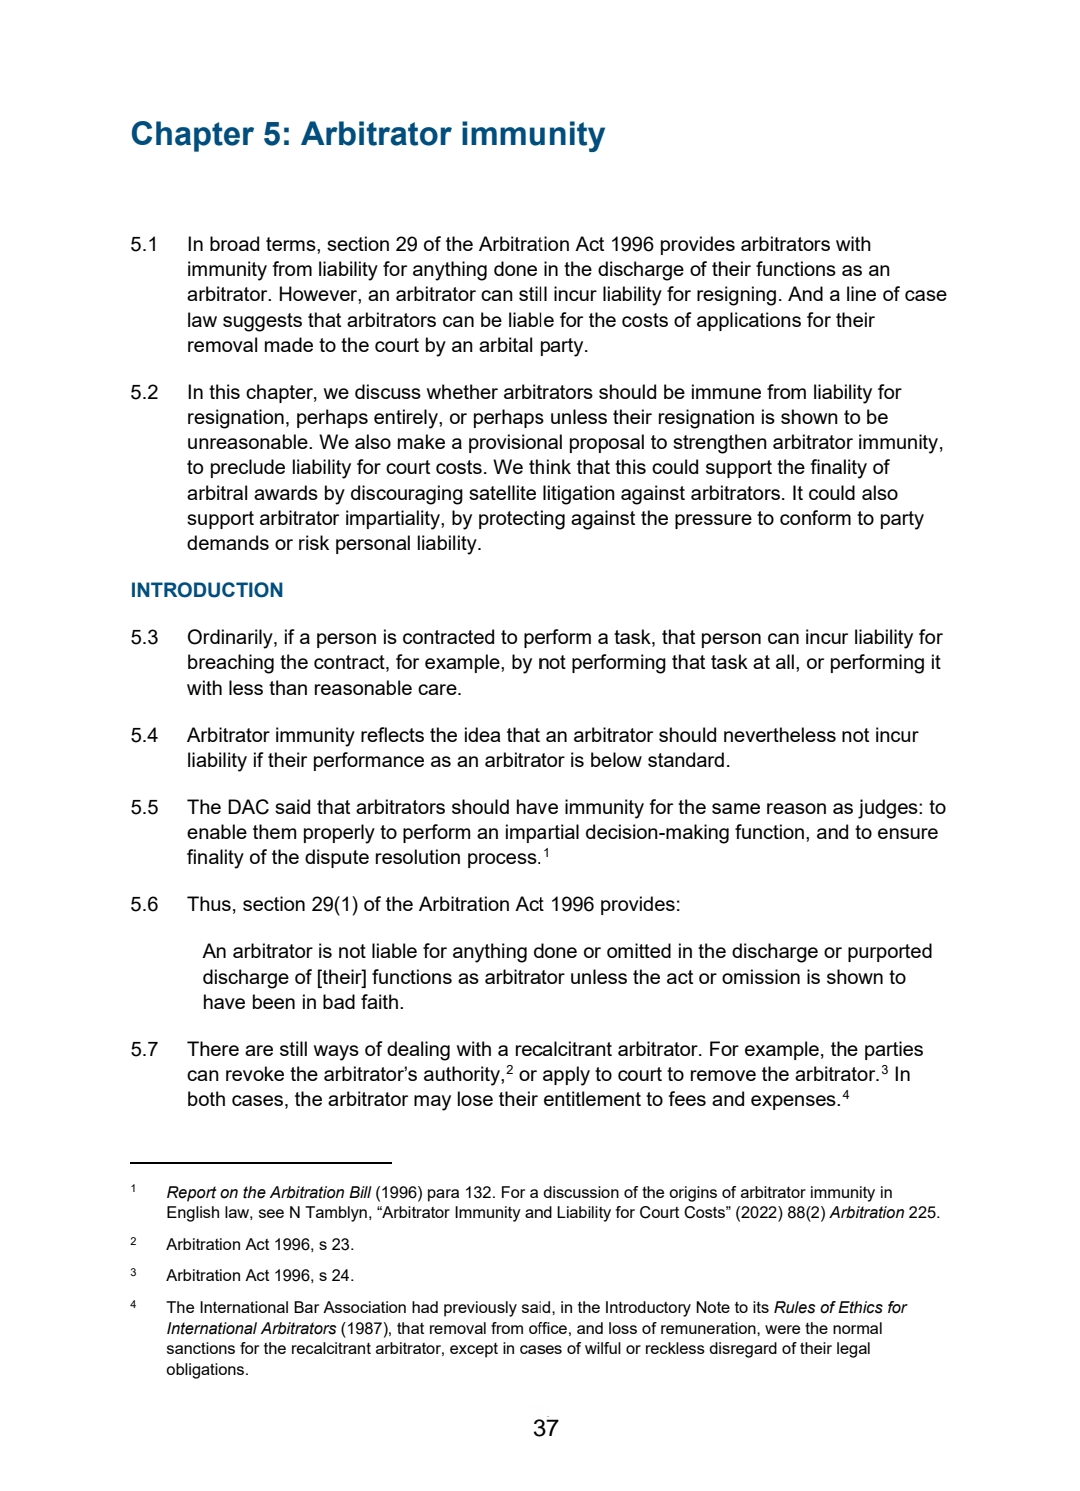 Chapter 5: Arbitrator immunity
5.1 In broad terms, section 29 of the Arbitration Act 1996 provides arbitrators with
immunity from liability for anything done in the discharge of their functions as an
arbitrator. However, an arbitrator can still incur liability for resigning. And a line of case
law suggests that arbitrators can be liable for the costs of applications for their
removal made to the court by an arbital party.
5.2 In this chapter, we discuss whether arbitrators should be immune from liability for
resignation, perhaps entirely, or perhaps unless their resignation is shown to be
unreasonable. We also make a provisional proposal to strengthen arbitrator immunity,
to preclude liability for court costs. We think that this could support the finality of
arbitral awards by discouraging satellite litigation against arbitrators. It could also
support arbitrator impartiality, by protecting against the pressure to conform to party
demands or risk personal liability.
INTRODUCTION
5.3 Ordinarily, if a person is contracted to perform a task, that person can incur liability for
breaching the contract, for example, by not performing that task at all, or performing it
with less than reasonable care.
5.4 Arbitrator immunity reflects the idea that an arbitrator should nevertheless not incur
liability if their performance as an arbitrator is below standard.
5.5 The DAC said that arbitrators should have immunity for the same reason as judges: to
enable them properly to perform an impartial decision-making function, and to ensure
finality of the dispute resolution process.1
5.6 Thus, section 29(1) of the Arbitration Act 1996 provides:
An arbitrator is not liable for anything done or omitted in the discharge or purported
discharge of [their] functions as arbitrator unless the act or omission is shown to
have been in bad faith.
5.7 There are still ways of dealing with a recalcitrant arbitrator. For example, the parties
can revoke the arbitrator's authority,2 or apply to court to remove the arbitrator.3 In
both cases, the arbitrator may lose their entitlement to fees and expenses.4
1 Report on the Arbitration Bill (1996) para 132. For a discussion of the origins of arbitrator immunity in
English law, see N Tamblyn, “Arbitrator Immunity and Liability for Court Costs” (2022) 88(2) Arbitration 225.
2 Arbitration Act 1996, s 23.
3 Arbitration Act 1996, s 24.
4 The International Bar Association had previously said, in the Introductory Note to its Rules of Ethics for
International Arbitrators (1987), that removal from office, and loss of remuneration, were the normal
sanctions for the recalcitrant arbitrator, except in cases of wilful or reckless disregard of their legal
obligations.
37